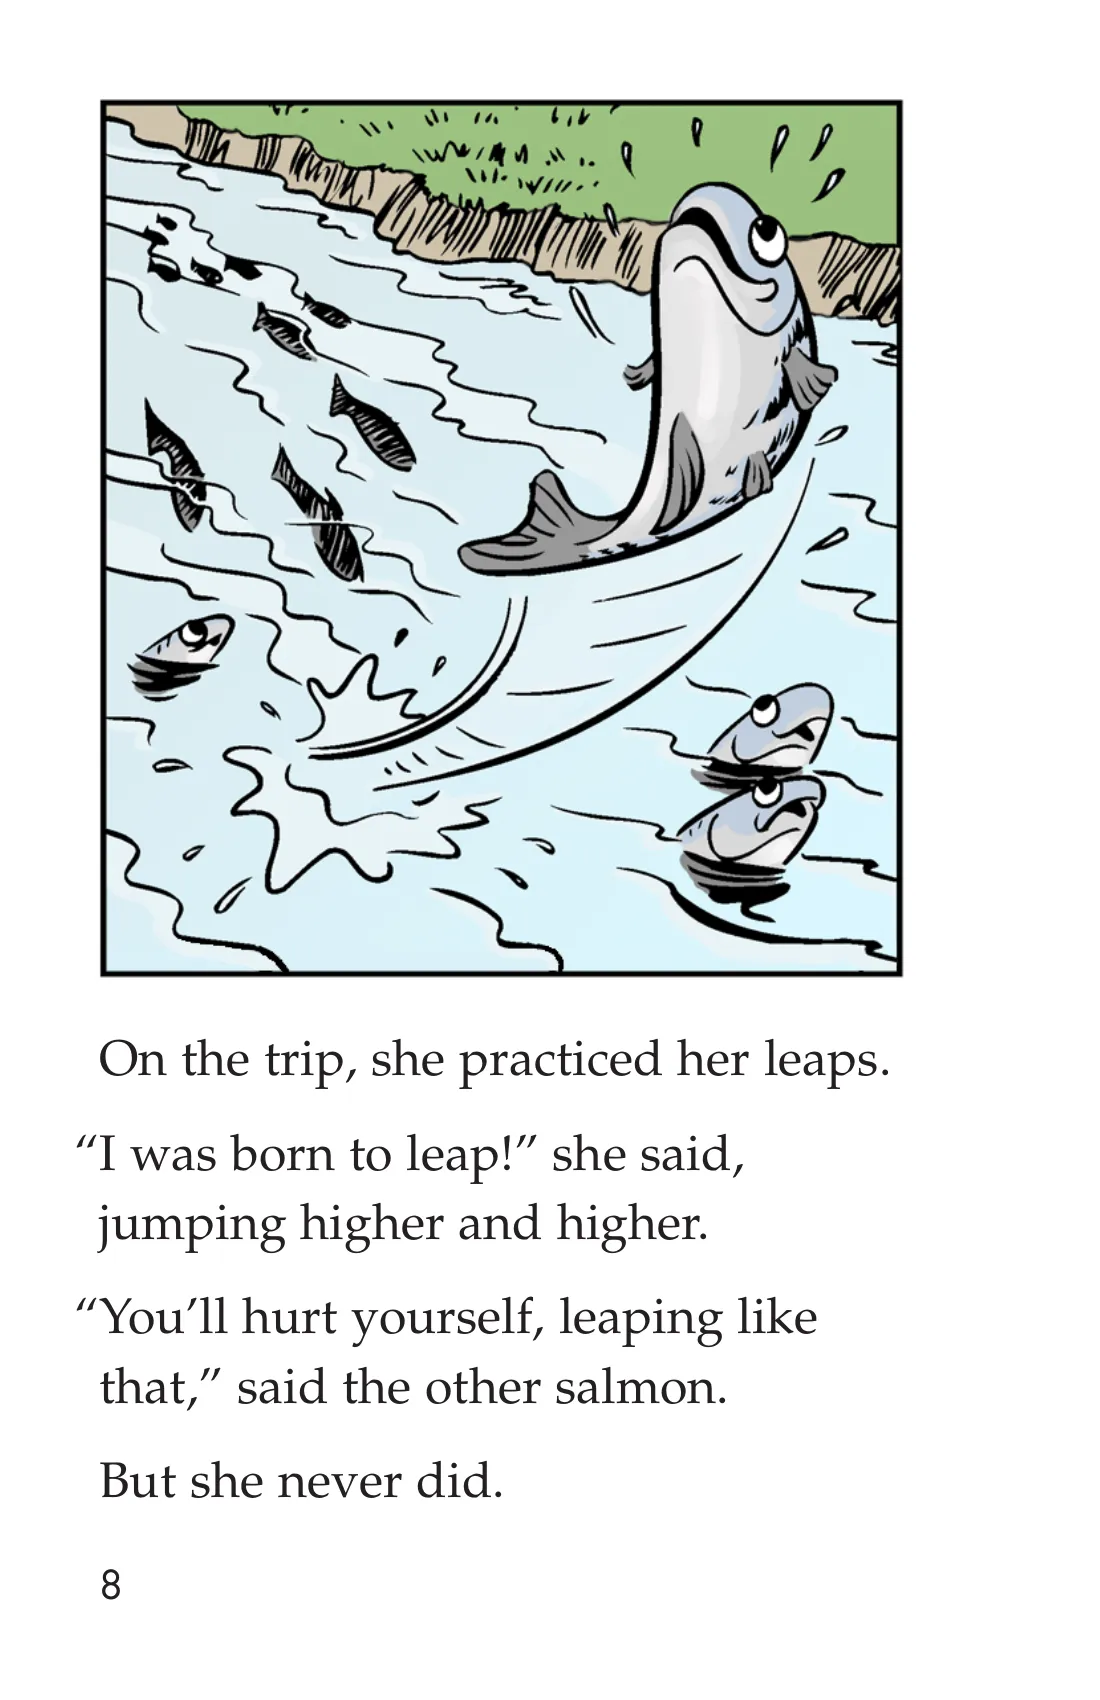 On the trip, she practiced her leaps.
“I was born to leap!” she said,
jumping higher and higher.
“You’ll hurt yourself, leaping like
that,” said the other salmon.
But she never did.
8